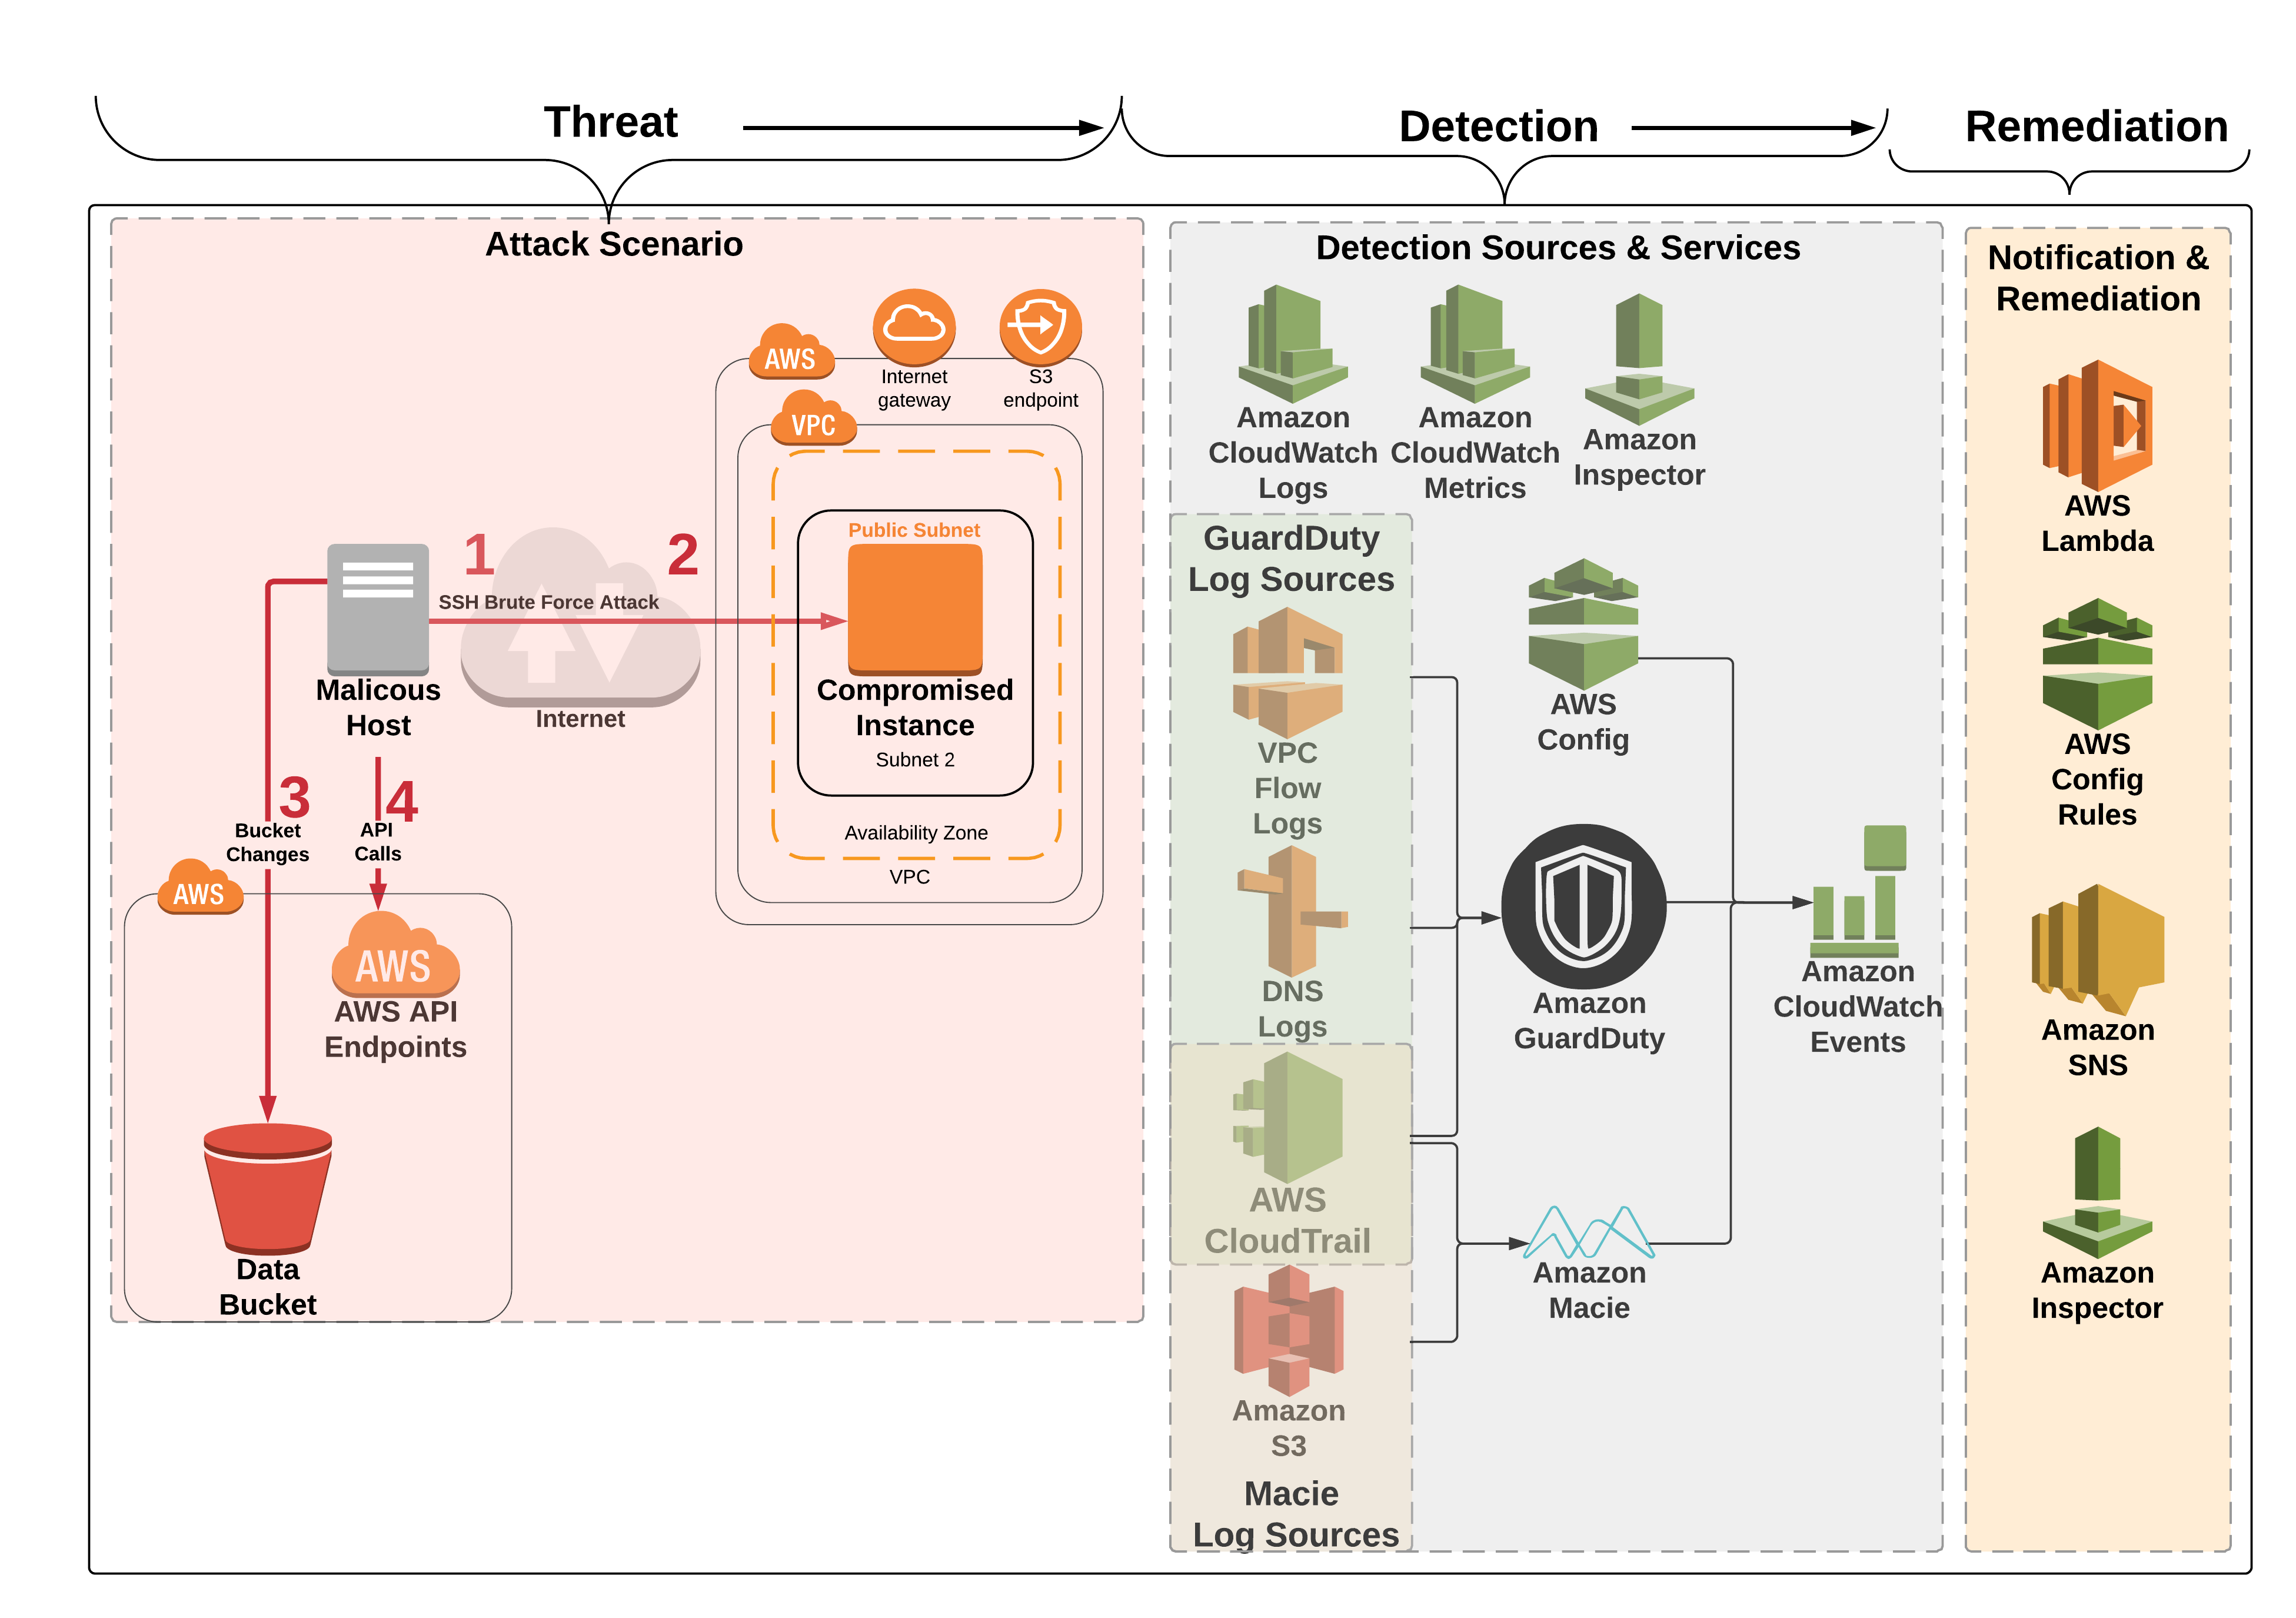 Threat
Detection
Remediation
Attack Scenario
AWS
Internet
gateway
S3
endpoint
VPC
Public Subnet
1
2
SSH Brute Force Attack
Malicous
Host
Internet
Compromised
Instance
Subnet 2
Availability Zone
VPC
3
4
Bucket
Changes
API
Calls
AWS
AWS
AWS API
Endpoints
Data
Bucket
Detection Sources & Services
Amazon
CloudWatch
Logs
Amazon
CloudWatch
Metrics
Amazon
Inspector
GuardDuty
Log Sources
VPC
Flow
Logs
DNS
Logs
AWS
CloudTrail
Amazon
S3
Macie
Log Sources
AWS
Config
Amazon
GuardDuty
Amazon
Macie
Amazon
CloudWatch
Events
Notification &
Remediation
AWS
Lambda
AWS
Config
Rules
Amazon
SNS
Amazon
Inspector